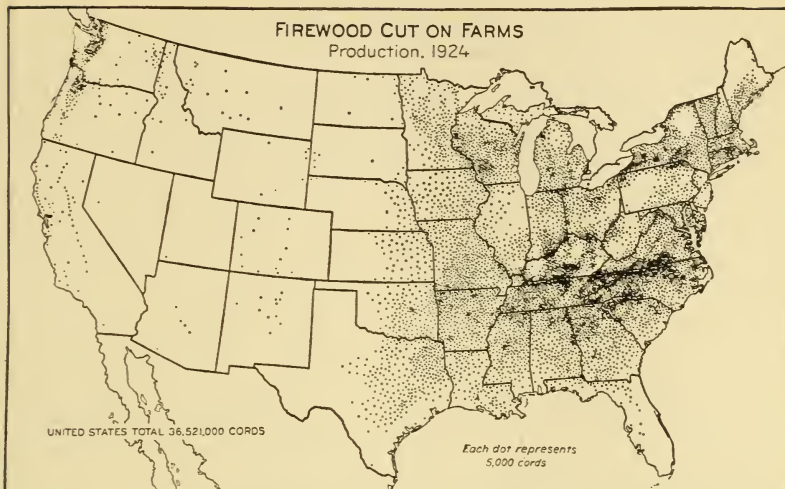 FIREWOOD CUT ON FARMS
Production, 1924
UNITED STATES TOTAL 36,521,000 CORDS
Each dot represents
5,000 cords